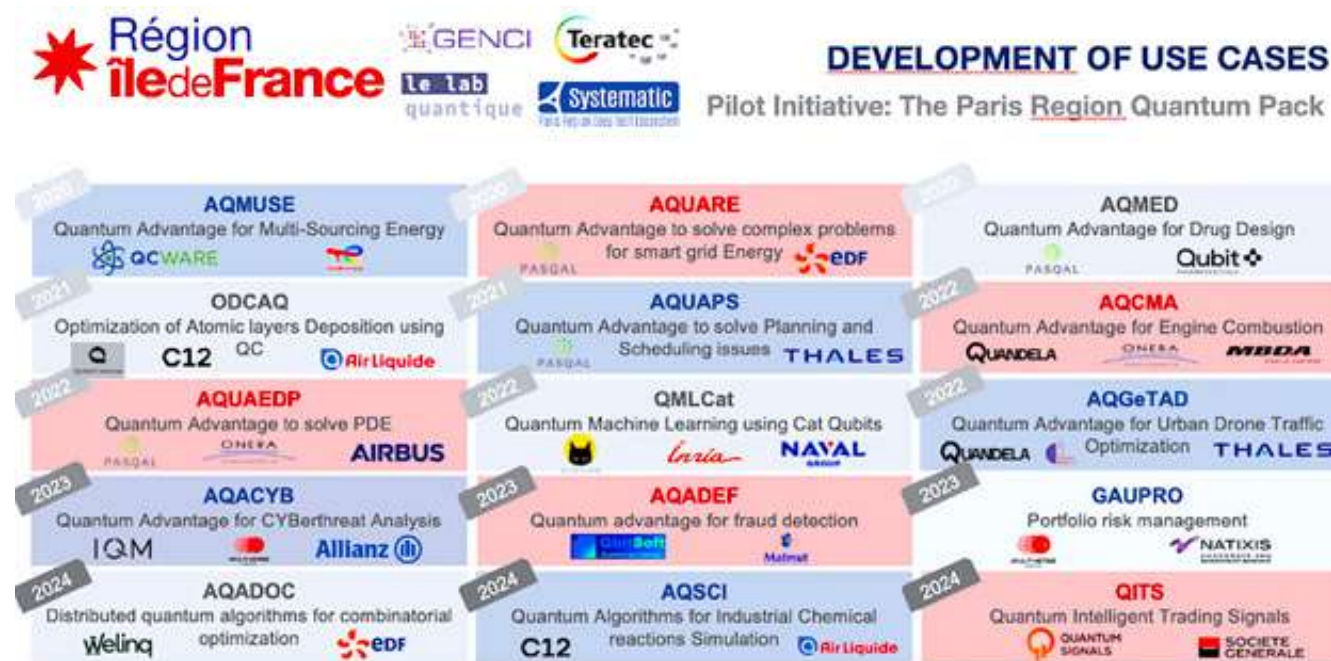 Région
îledeFrance
GENCI
Teratec
le lab
quantique
Systematic
DEVELOPMENT OF USE CASES
Pilot Initiative: The Paris Region Quantum Pack
2020
AQMUSE
Quantum Advantage for Multi-Sourcing Energy
QCWARE
2020
AQUARE
Quantum Advantage to solve complex problems
for smart grid Energy
PASQAL
eDF
2020
AQMED
Quantum Advantage for Drug Design
PASQAL
Qubit
2021
ODCAQ
Optimization of Atomic layers Deposition using
QC
C12
Air Liquide
2021
AQUAPS
Quantum Advantage to solve Planning and
Scheduling issues
PASQAL
THALES
2022
AQCMA
Quantum Advantage for Engine Combustion
QUANDELA
ONERA
MBDA
2022
AQUAEDP
Quantum Advantage to solve PDE
PASQAL
ONERA
AIRBUS
2022
QMLCat
Quantum Machine Learning using Cat Qubits
Inria
NAVAL
GROUP
2022
AQGeTAD
Quantum Advantage for Urban Drone Traffic
Optimization
QUANDELA
THALES
2023
AQACYB
Quantum Advantage for CYBerthreat Analysis
IQM
Allianz
2023
AQADEF
Quantum advantage for fraud detection
Matmut
2023
GAUPRO
Portfolio risk management
NATIXIS
2024
AQADOC
Distributed quantum algorithms for combinatorial
optimization
Welinq
eDF
2024
AQSCI
Quantum Algorithms for Industrial Chemical
reactions Simulation
C12
Air Liquide
2024
QITS
Quantum Intelligent Trading Signals
QUANTUM
SIGNALS
SOCIETE
GENERALE